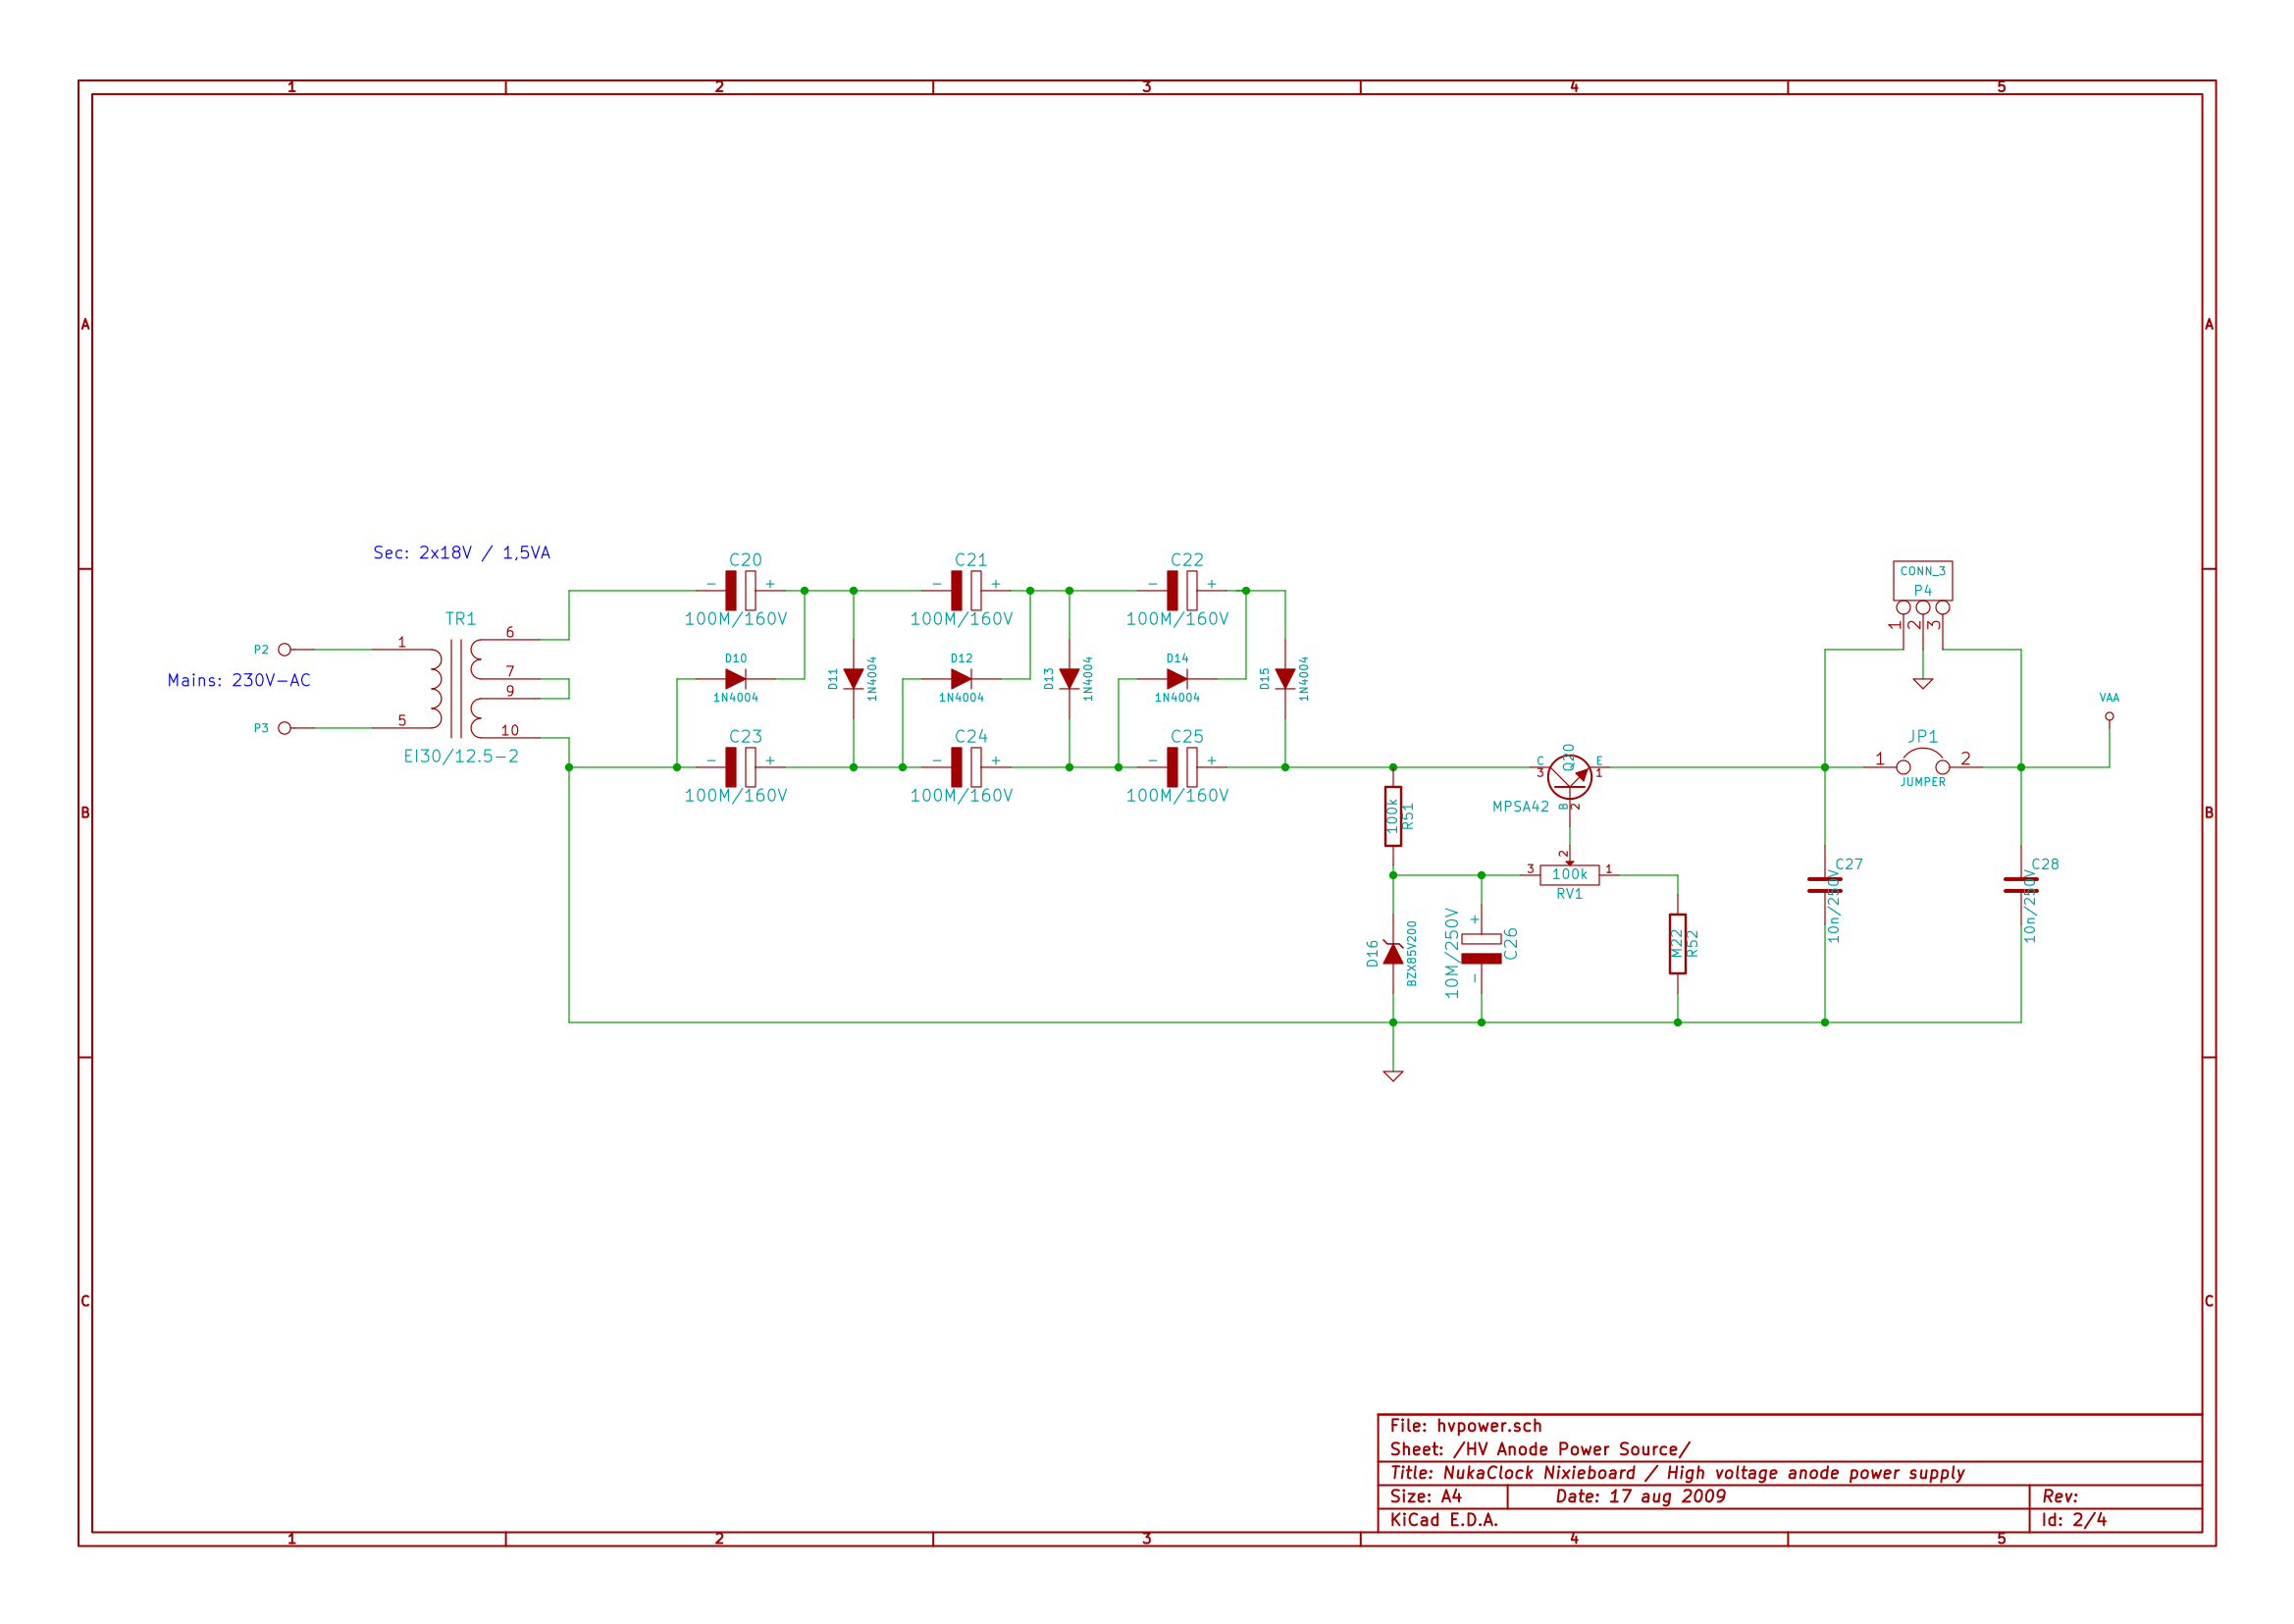 1 2 3 4 5
A A
Sec: 2x18V / 1,5VA
C20 C21 C22
- + - + - +
100M/160V 100M/160V 100M/160V
CONN_3
P4
1 2 3
TR1
P2 1 6
Mains: 230V-AC
7
9
P3 5 10
EI30/12.5-2
D10 D12 D14
1N4004 1N4004 1N4004
D11 1N4004 D13 1N4004 D15 1N4004
VAA
C23 C24 C25
- + - + - +
100M/160V 100M/160V 100M/160V
JP1
1 2
JUMPER
C Q20 E
3 1
MPSA42 B 2
B B
100k R51
2
3 100k 1
RV1
C27 C28
10n/250V 10n/250V
D16 BZX85V200
10M/250V + - C26
M22 R52
C C
File: hvpower.sch
Sheet: /HV Anode Power Source/
Title: NukaClock Nixieboard / High voltage anode power supply
Size: A4 Date: 17 aug 2009 Rev:
KiCad E.D.A. Id: 2/4
1 2 3 4 5